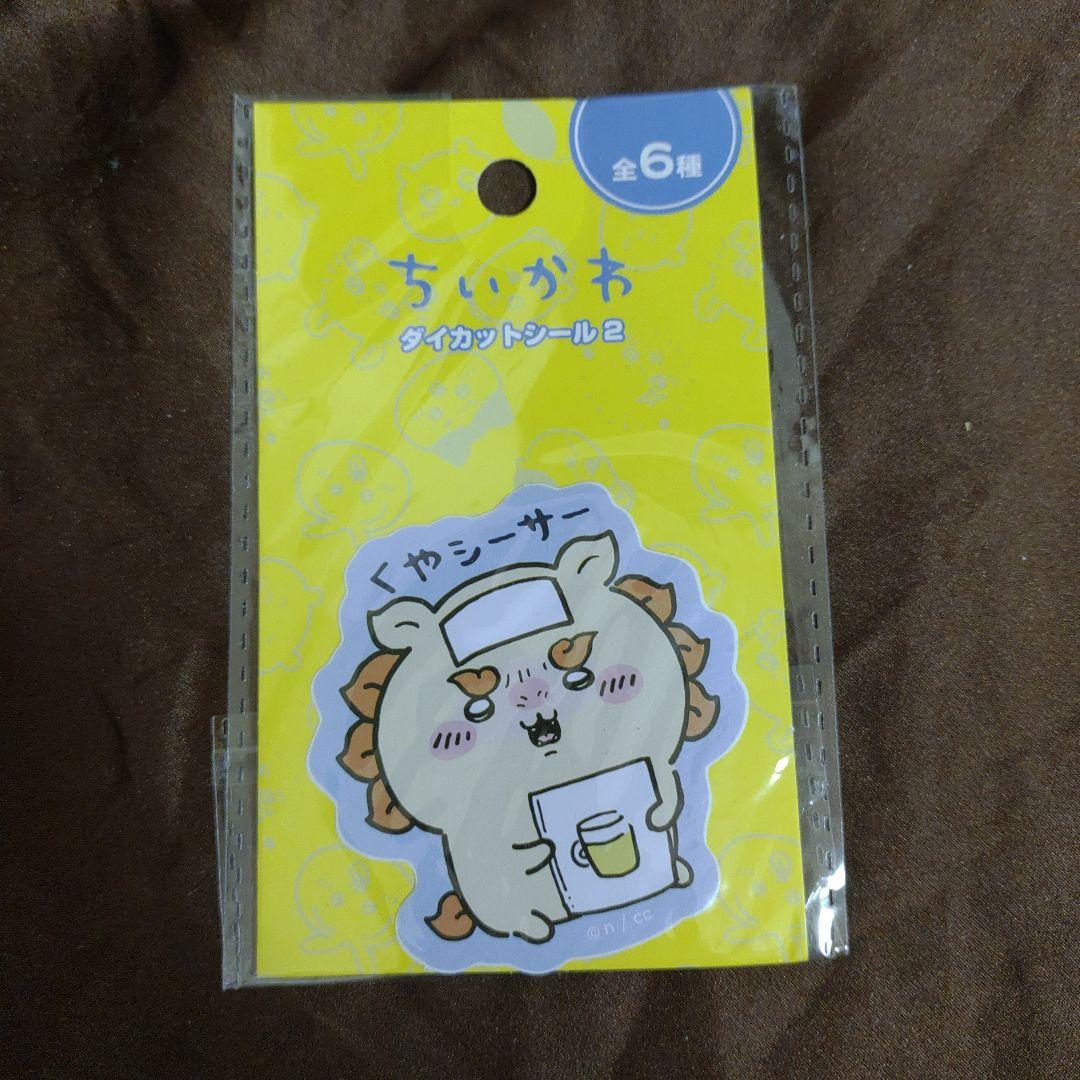 全6種
ちいかわ
ダイカットシール2
くやシーサー
©n / cc